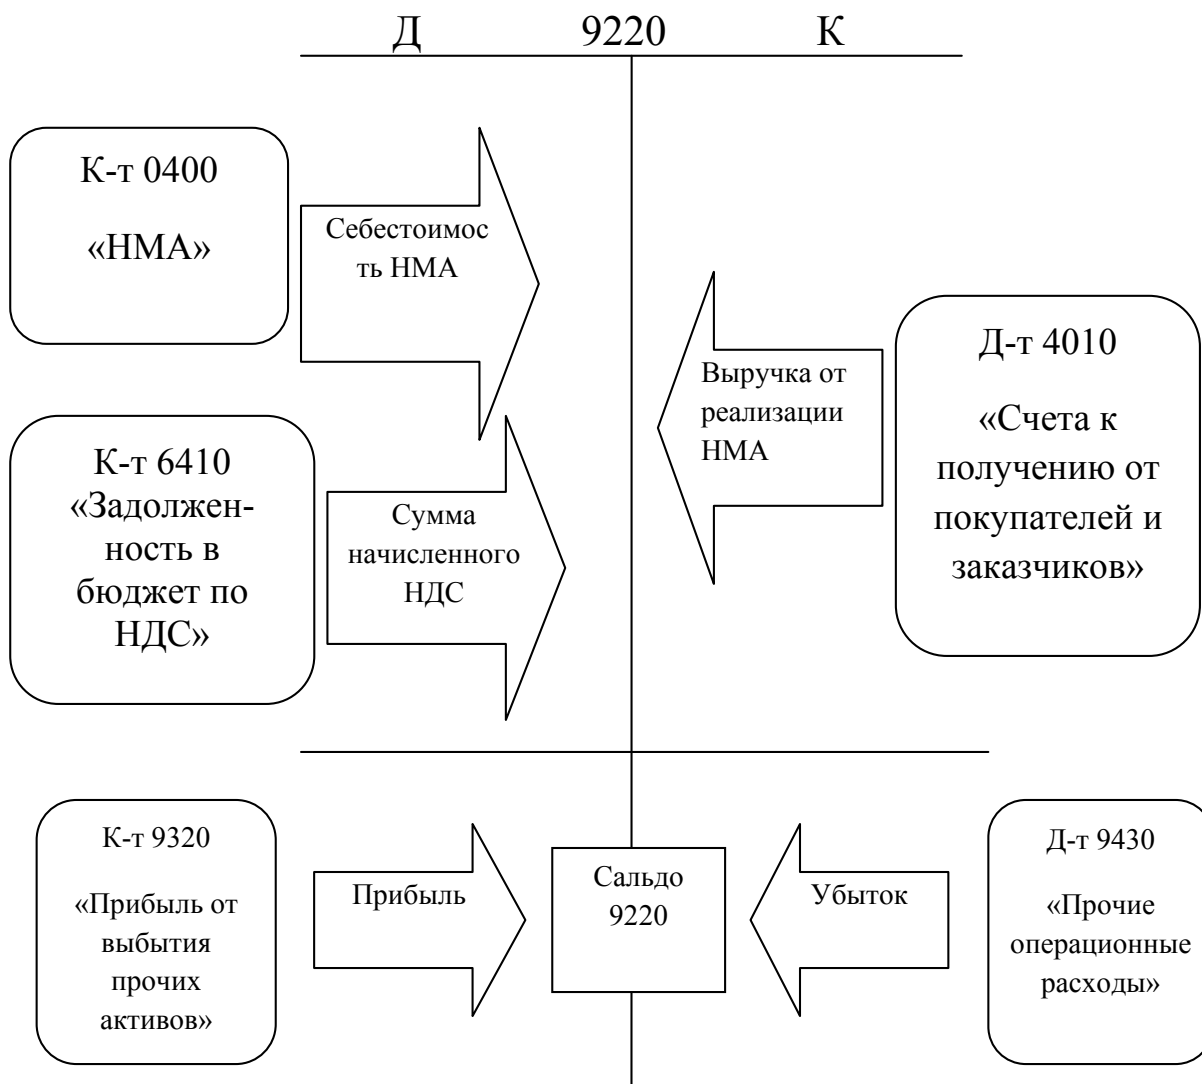 Д 9220 К
К-т 0400
«НМА»
Себестоимос
ть НМА
К-т 6410
«Задолжен-
ность в
бюджет по
НДС»
Сумма
начисленного
НДС
Выручка от
реализации
НМА
Д-т 4010
«Счета к
получению от
покупателей и
заказчиков»
К-т 9320
«Прибыль от
выбытия
прочих
активов»
Прибыль
Сальдо
9220
Убыток
Д-т 9430
«Прочие
операционные
расходы»